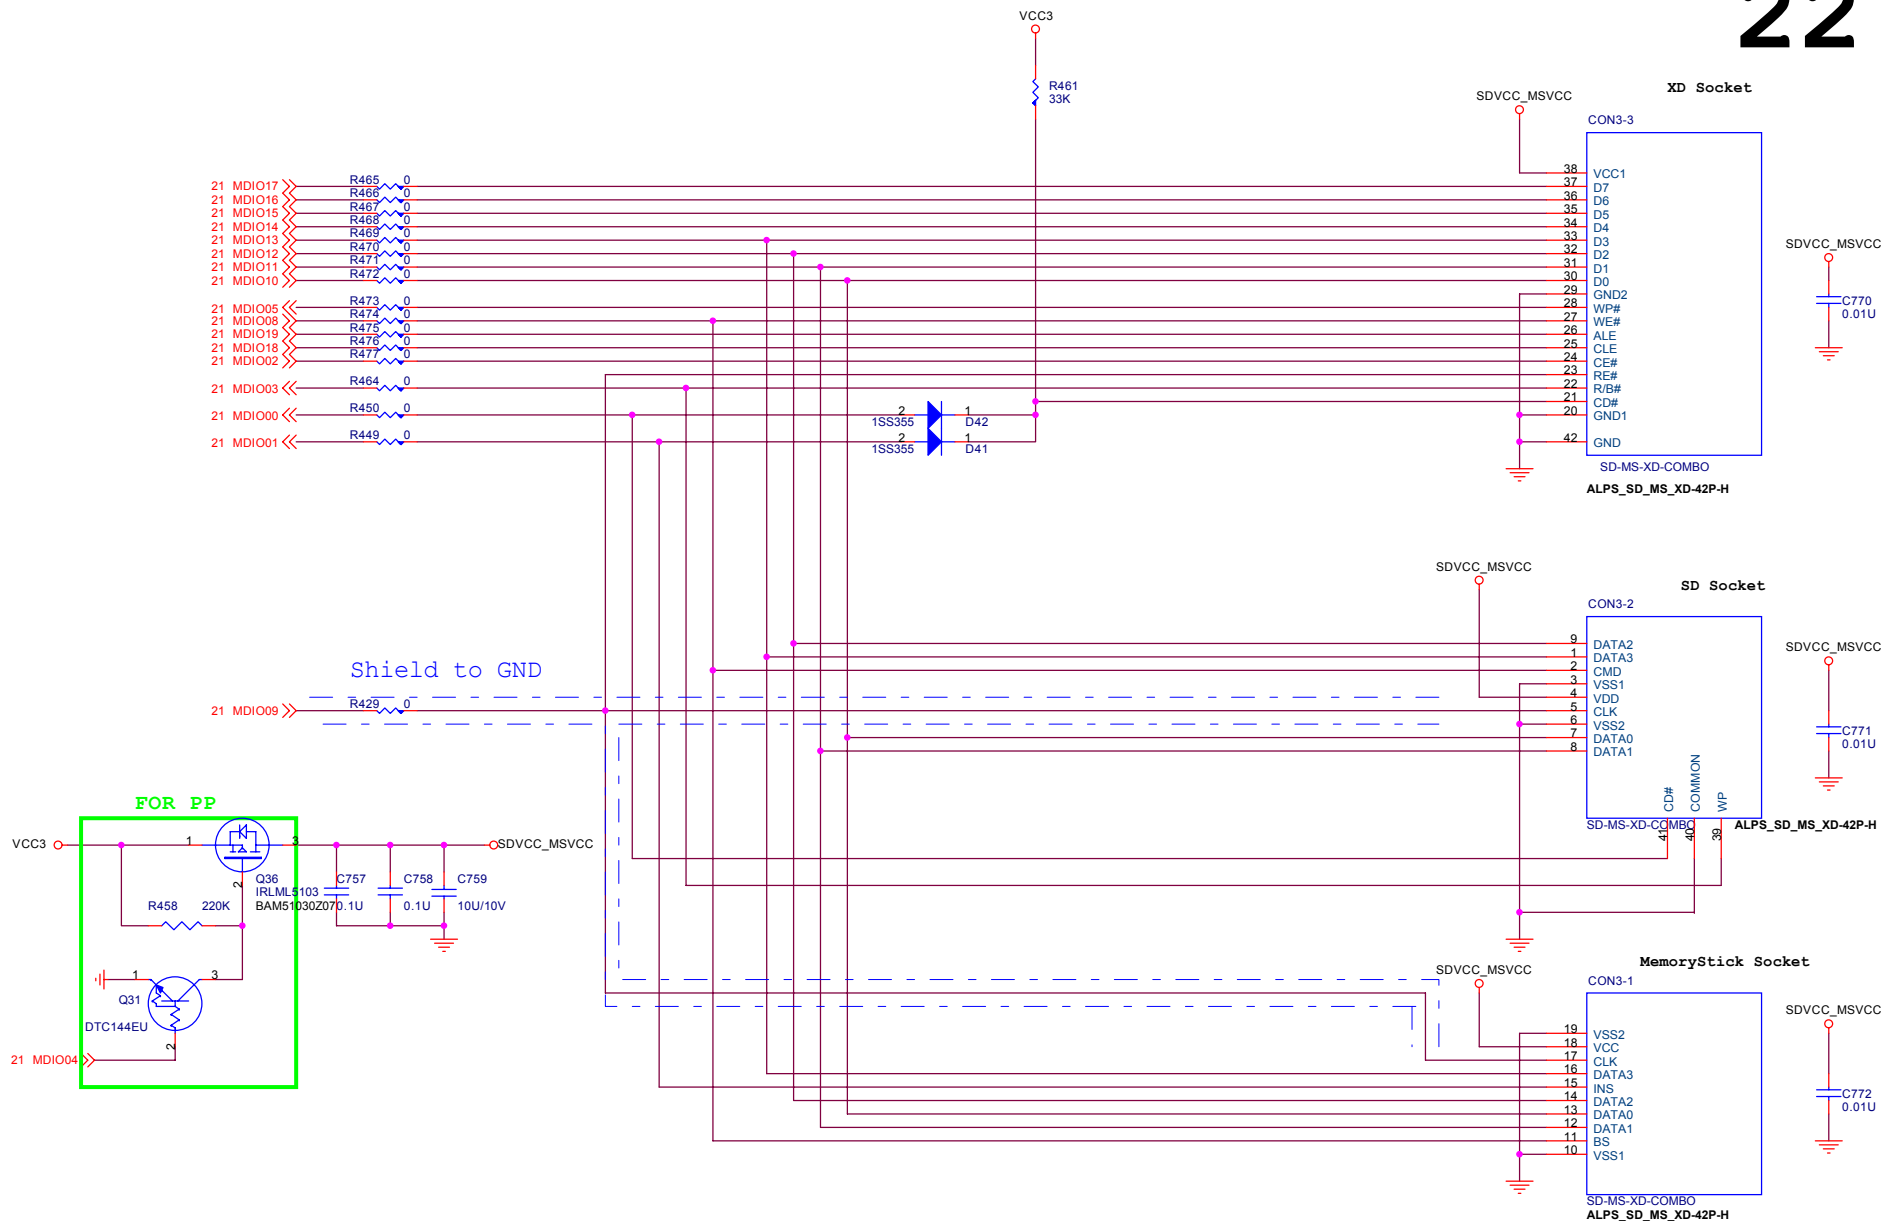 22
VCC3
R461
33K
SDVCC_MSVCC
XD Socket
CON3-3
21 MDIO17 R465 0 38 VCC1
21 MDIO16 R466 0 37 D7
21 MDIO15 R467 0 36 D6
21 MDIO14 R468 0 35 D5
21 MDIO13 R469 0 34 D4
21 MDIO12 R470 0 33 D3
21 MDIO11 R471 0 32 D2
21 MDIO10 R472 0 31 D1
30 D0
29 GND2
21 MDIO05 R473 0 28 WP#
21 MDIO08 R474 0 27 WE#
21 MDIO19 R475 0 26 ALE
21 MDIO18 R476 0 25 CLE
21 MDIO02 R477 0 24 CE#
23 RE#
21 MDIO03 R464 0 22 R/B#
21 CD#
21 MDIO00 R450 0 2 1 20 GND1
1SS355 D42
21 MDIO01 R449 0 2 1 42 GND
1SS355 D41
SD-MS-XD-COMBO
ALPS_SD_MS_XD-42P-H
SDVCC_MSVCC
C770
0.01U
SDVCC_MSVCC
SD Socket
CON3-2
9 DATA2
1 DATA3
2 CMD
3 VSS1
4 VDD
5 CLK
6 VSS2
7 DATA0
8 DATA1
CD#
COMMON
WP
41
40
39
SD-MS-XD-COMBO
ALPS_SD_MS_XD-42P-H
SDVCC_MSVCC
C771
0.01U
Shield to GND
21 MDIO09 R429 0
FOR PP
VCC3 1 3 SDVCC_MSVCC
2
Q36
IRLML5103
BAM51030Z07
C757
0.1U
C758
0.1U
C759
10U/10V
R458 220K
1 3
Q31
DTC144EU
2
21 MDIO04
SDVCC_MSVCC
MemoryStick Socket
CON3-1
19 VSS2
18 VCC
17 CLK
16 DATA3
15 INS
14 DATA2
13 DATA0
12 DATA1
11 BS
10 VSS1
SD-MS-XD-COMBO
ALPS_SD_MS_XD-42P-H
SDVCC_MSVCC
C772
0.01U